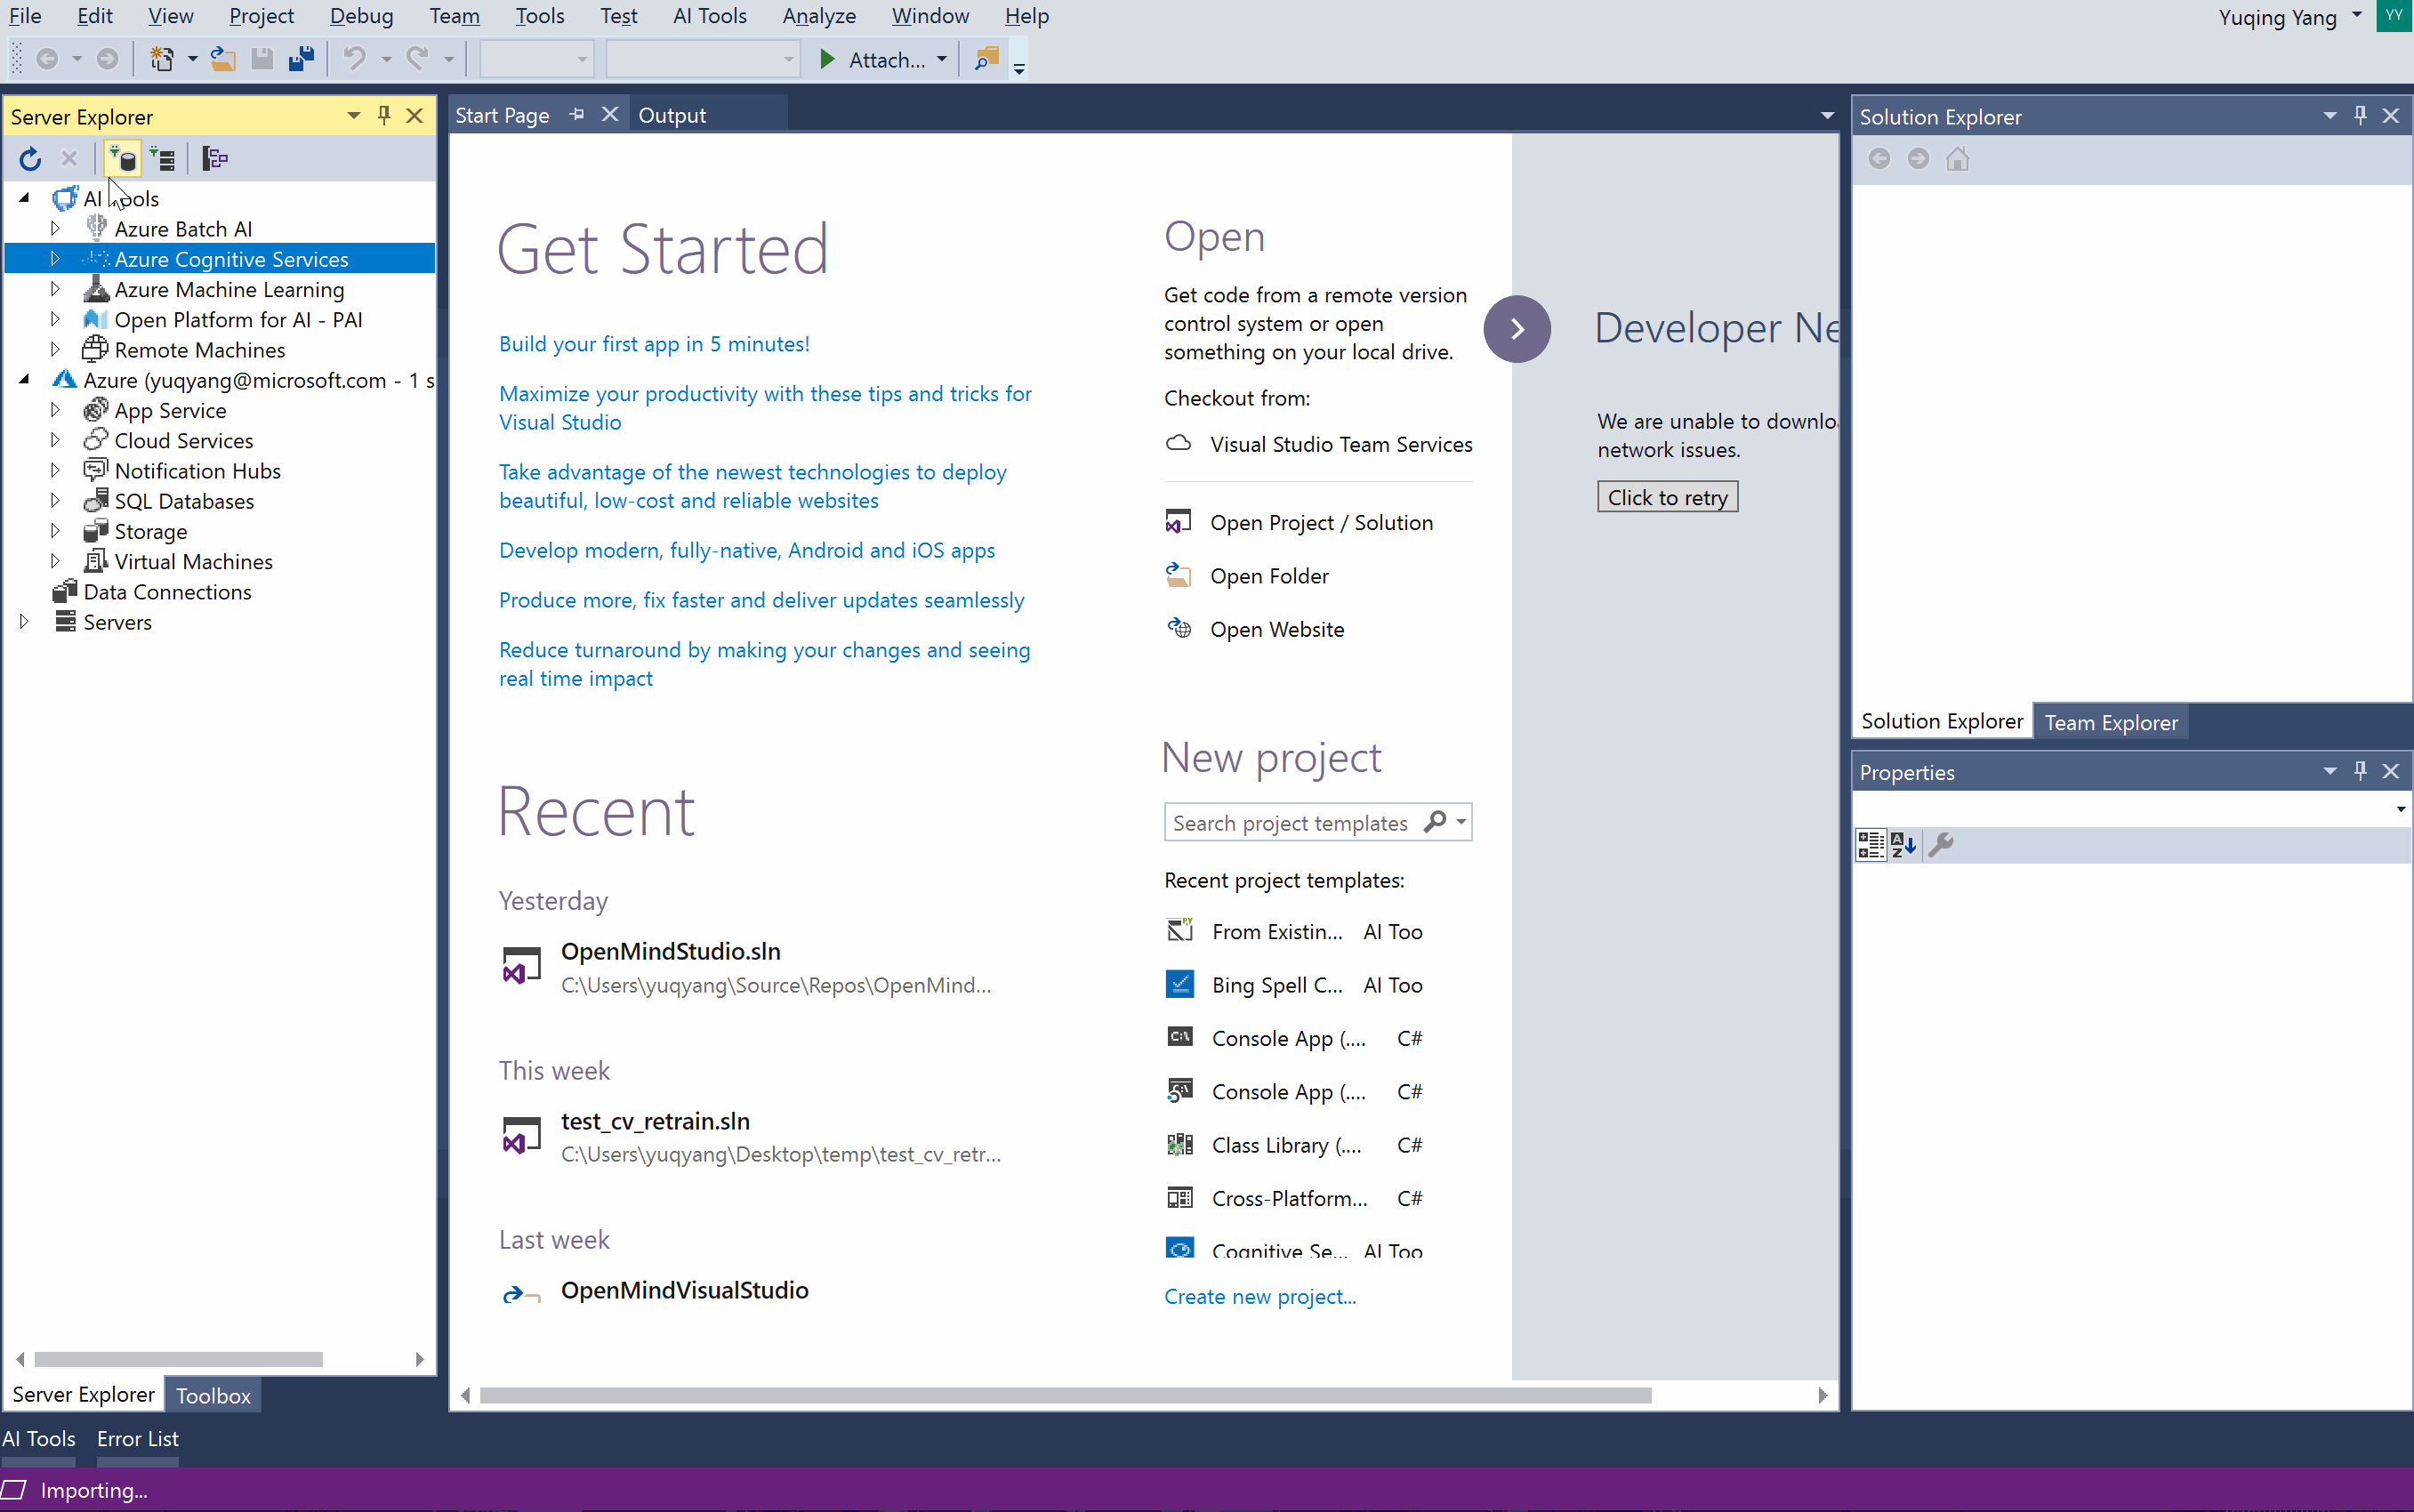 File Edit View Project Debug Team Tools Test AI Tools Analyze Window Help
Yuqing Yang YY
Attach...
Server Explorer
AI Tools
Azure Batch AI
Azure Cognitive Services
Azure Machine Learning
Open Platform for AI - PAI
Remote Machines
Azure (yuqyang@microsoft.com - 1 s
App Service
Cloud Services
Notification Hubs
SQL Databases
Storage
Virtual Machines
Data Connections
Servers
Server Explorer Toolbox
Start Page Output
Get Started
Build your first app in 5 minutes!
Maximize your productivity with these tips and tricks for
Visual Studio
Take advantage of the newest technologies to deploy
beautiful, low-cost and reliable websites
Develop modern, fully-native, Android and iOS apps
Produce more, fix faster and deliver updates seamlessly
Reduce turnaround by making your changes and seeing
real time impact
Recent
Yesterday
OpenMindStudio.sln
C:\Users\yuqyang\Source\Repos\OpenMind...
This week
test_cv_retrain.sln
C:\Users\yuqyang\Desktop\temp\test_cv_retr...
Last week
OpenMindVisualStudio
Open
Get code from a remote version
control system or open
something on your local drive.
Checkout from:
Visual Studio Team Services
Open Project / Solution
Open Folder
Open Website
New project
Search project templates
Recent project templates:
From Existin... AI Too
Bing Spell C... AI Too
Console App (.... C#
Console App (.... C#
Class Library (.... C#
Cross-Platform... C#
Cognitive Se... AI Too
Create new project...
Developer Ne
We are unable to downlo
network issues.
Click to retry
Solution Explorer
Solution Explorer Team Explorer
Properties
AI Tools Error List
Importing...